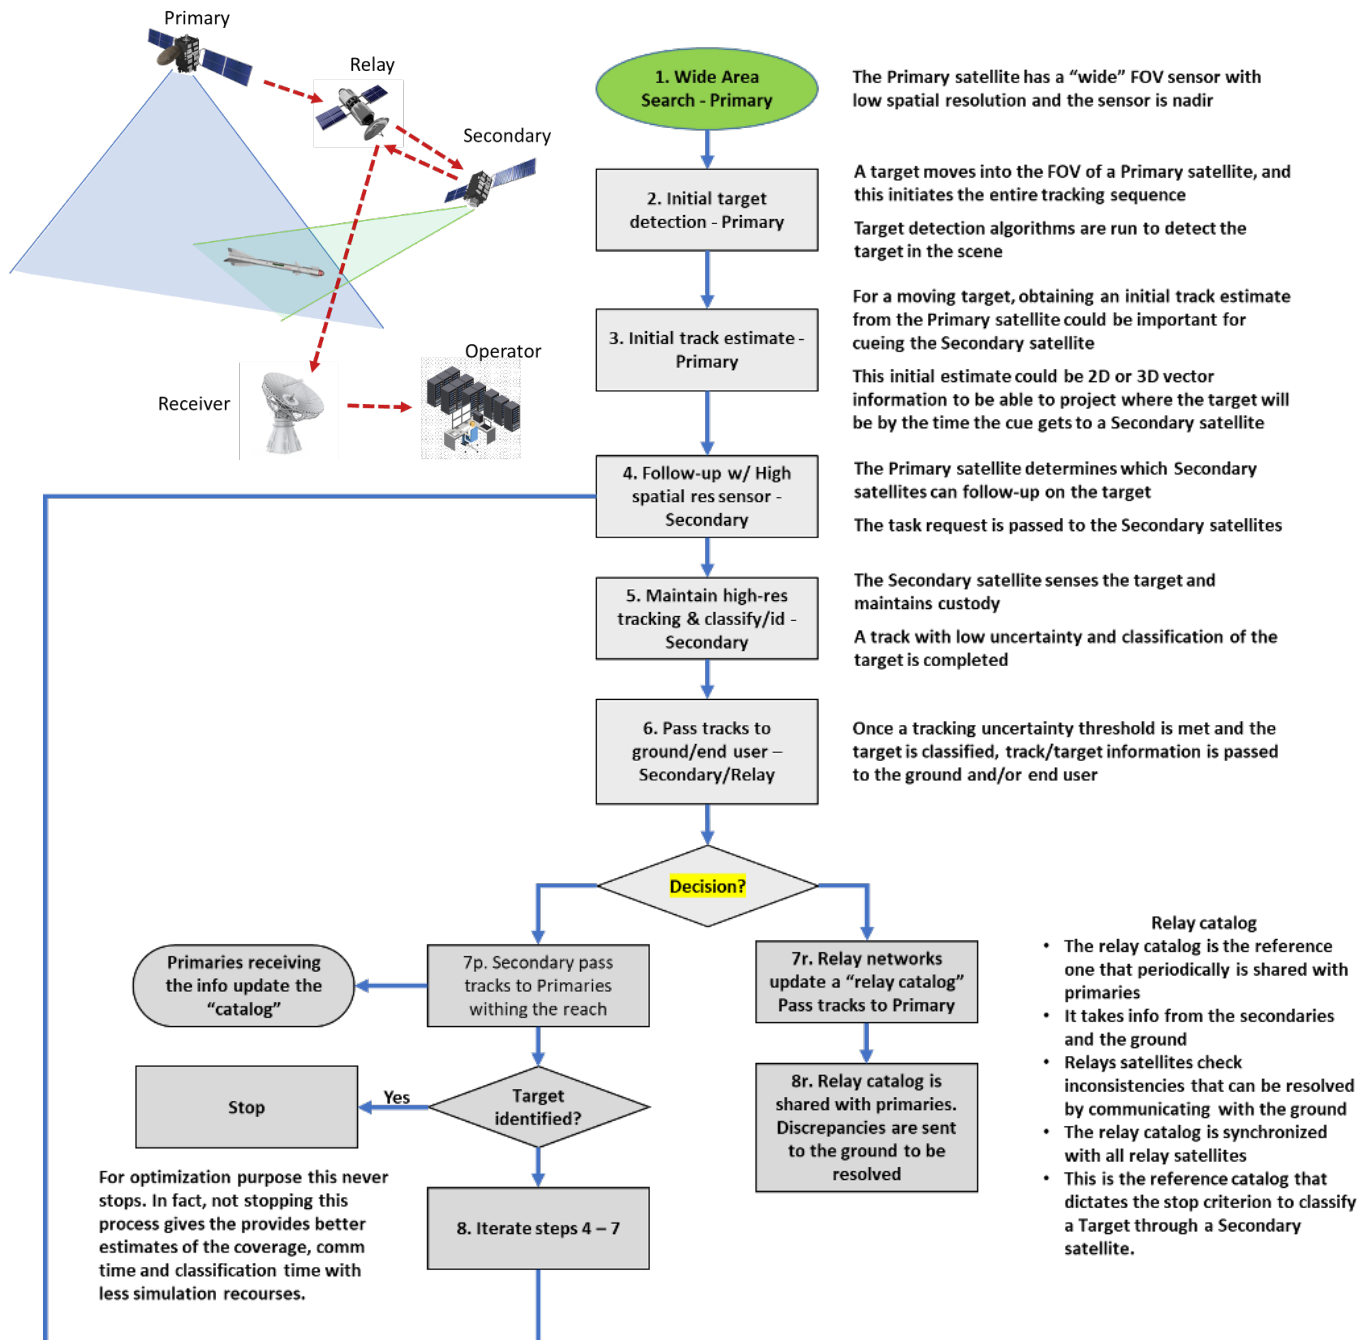 Primary
Relay
Secondary
Receiver
Operator
1. Wide Area
Search - Primary
The Primary satellite has a “wide” FOV sensor with
low spatial resolution and the sensor is nadir
2. Initial target
detection - Primary
A target moves into the FOV of a Primary satellite, and
this initiates the entire tracking sequence
Target detection algorithms are run to detect the
target in the scene
3. Initial track estimate -
Primary
For a moving target, obtaining an initial track estimate
from the Primary satellite could be important for
cueing the Secondary satellite
This initial estimate could be 2D or 3D vector
information to be able to project where the target will
be by the time the cue gets to a Secondary satellite
4. Follow-up w/ High
spatial res sensor -
Secondary
The Primary satellite determines which Secondary
satellites can follow-up on the target
The task request is passed to the Secondary satellites
5. Maintain high-res
tracking & classify/id -
Secondary
The Secondary satellite senses the target and
maintains custody
A track with low uncertainty and classification of the
target is completed
6. Pass tracks to
ground/end user –
Secondary/Relay
Once a tracking uncertainty threshold is met and the
target is classified, track/target information is passed
to the ground and/or end user
Decision?
Primaries receiving
the info update the
“catalog”
7p. Secondary pass
tracks to Primaries
withing the reach
7r. Relay networks
update a “relay catalog”
Pass tracks to Primary
Stop
Yes
Target
identified?
8r. Relay catalog is
shared with primaries.
Discrepancies are sent
to the ground to be
resolved
For optimization purpose this never
stops. In fact, not stopping this
process gives the provides better
estimates of the coverage, comm
time and classification time with
less simulation recourses.
8. Iterate steps 4 – 7
Relay catalog
• The relay catalog is the reference
one that periodically is shared with
primaries
• It takes info from the secondaries
and the ground
• Relays satellites check
inconsistencies that can be resolved
by communicating with the ground
• The relay catalog is synchronized
with all relay satellites
• This is the reference catalog that
dictates the stop criterion to classify
a Target through a Secondary
satellite.